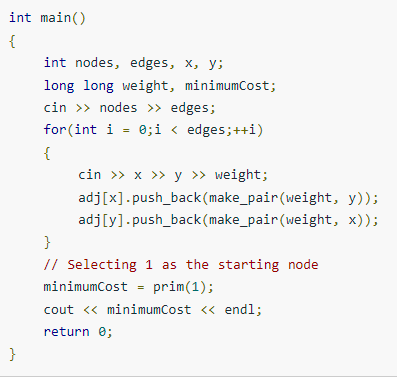 int main()
{
    int nodes, edges, x, y;
    long long weight, minimumCost;
    cin >> nodes >> edges;
    for(int i = 0;i < edges;++i)
    {
        cin >> x >> y >> weight;
        adj[x].push_back(make_pair(weight, y));
        adj[y].push_back(make_pair(weight, x));
    }
    // Selecting 1 as the starting node
    minimumCost = prim(1);
    cout << minimumCost << endl;
    return 0;
}